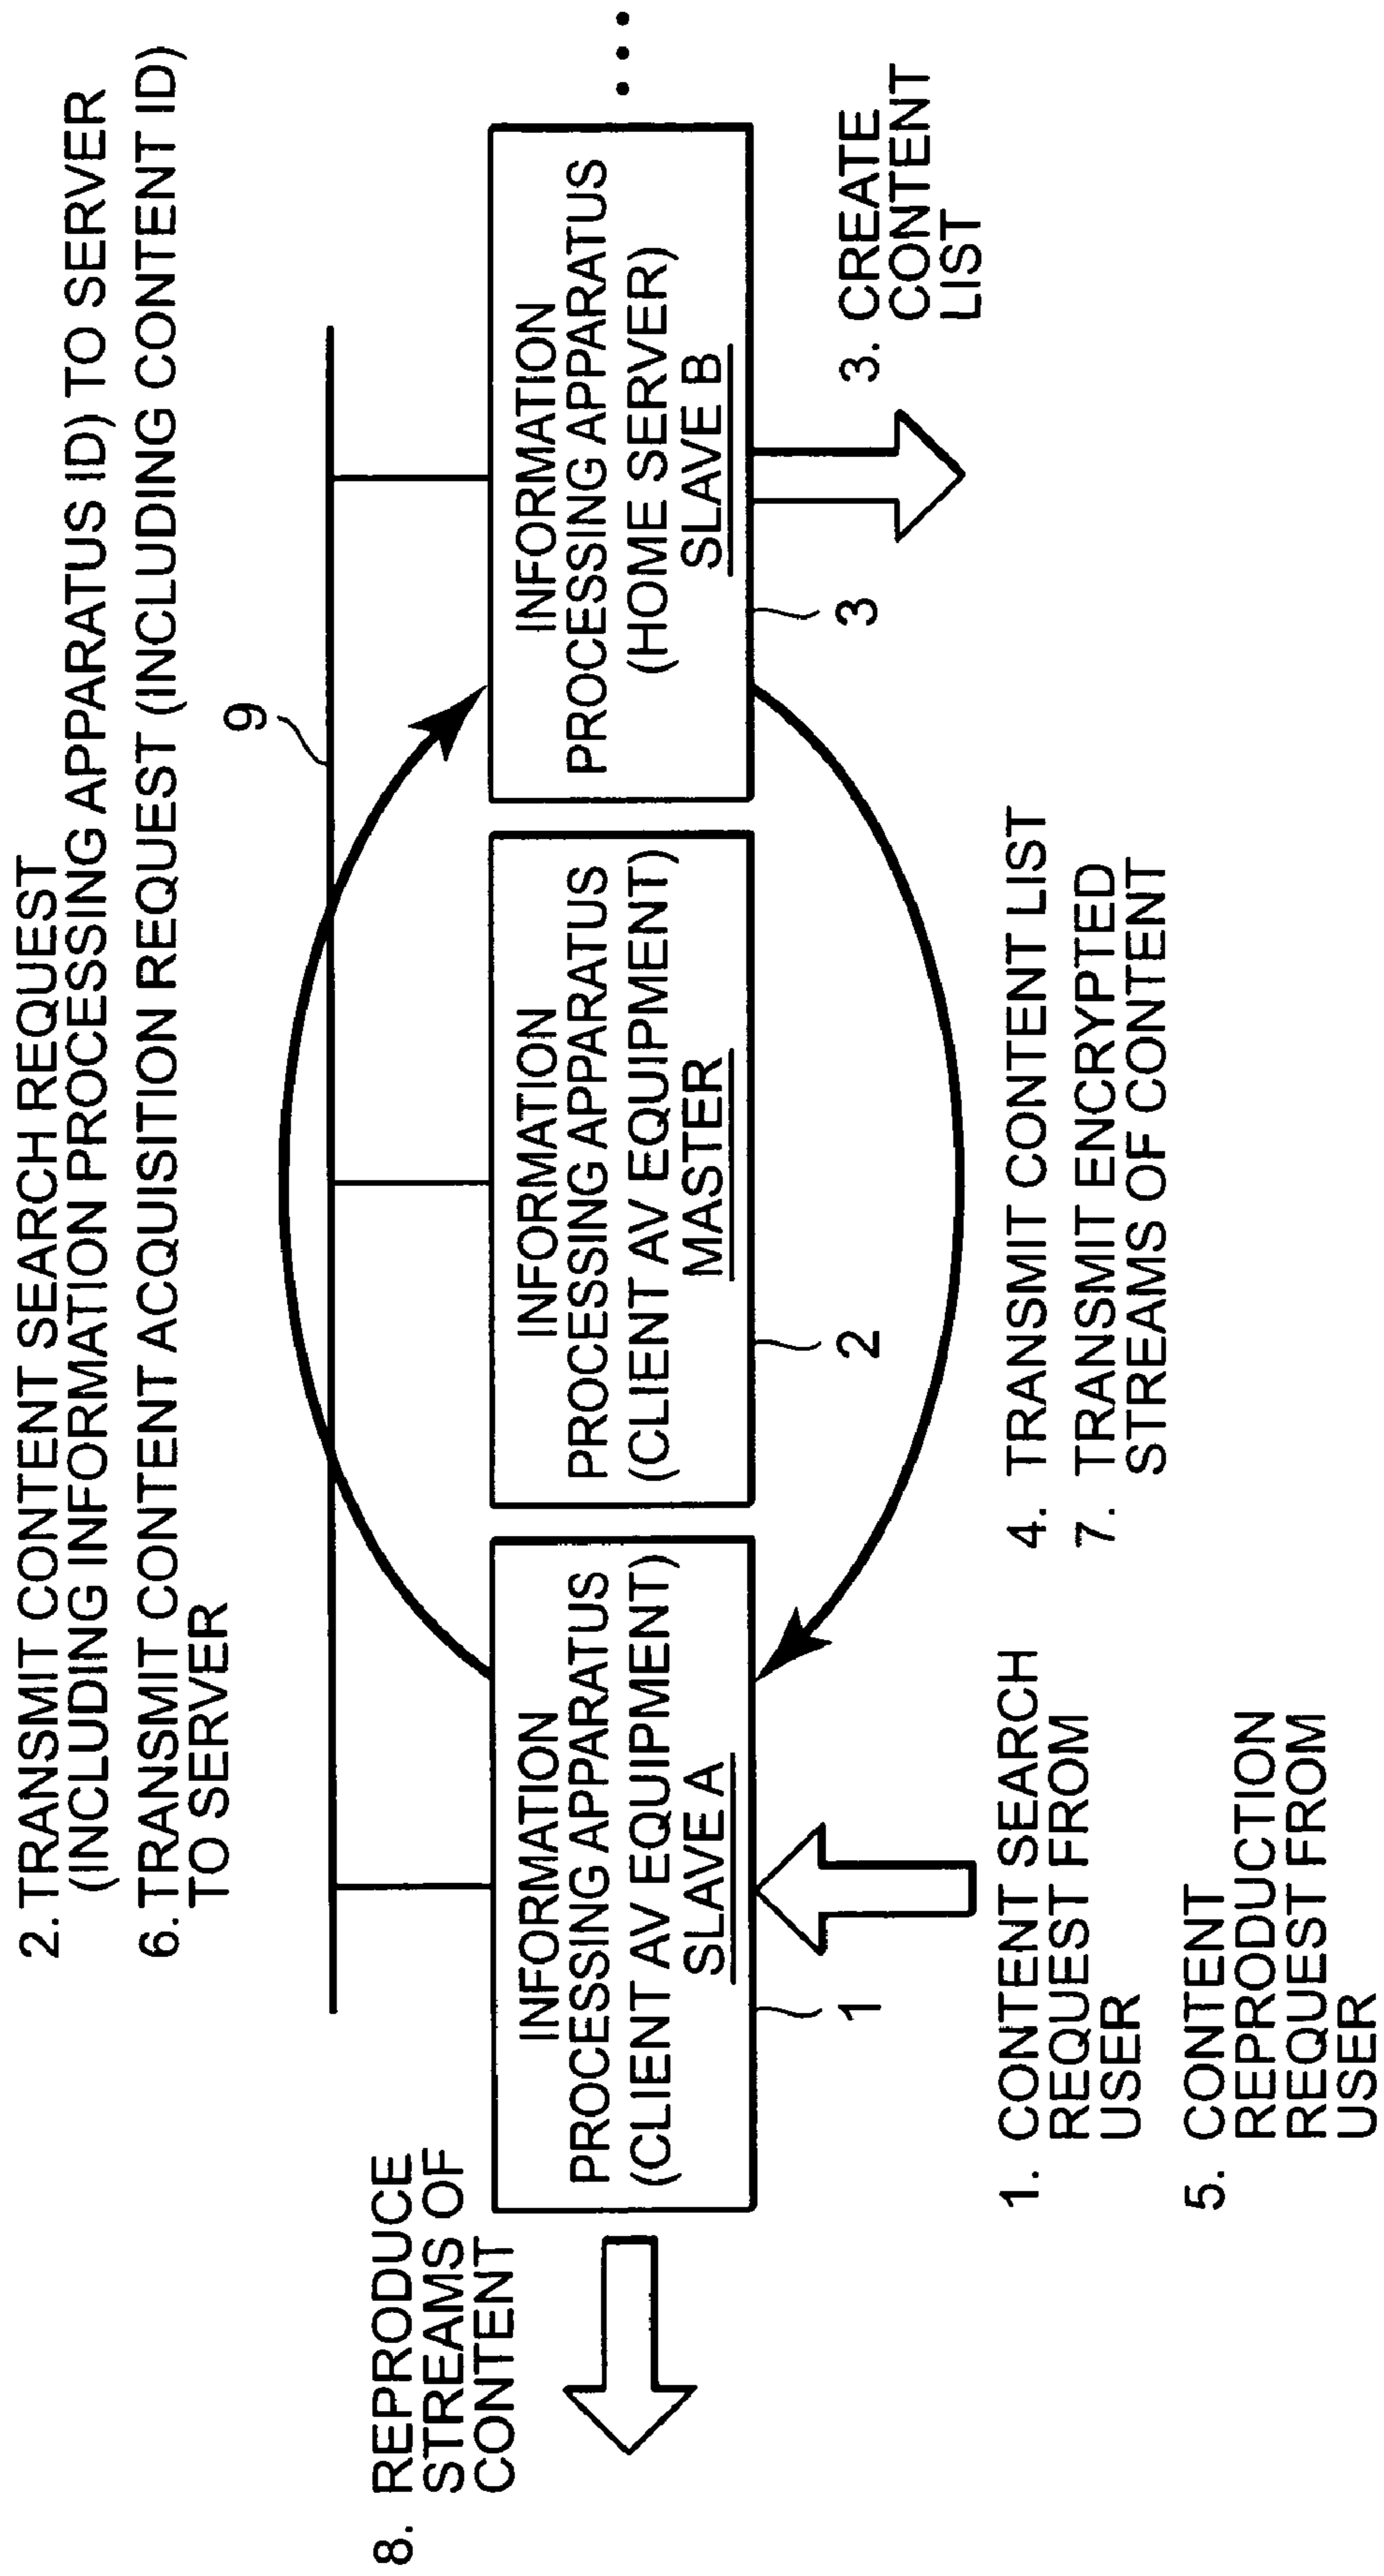 2. TRANSMIT CONTENT SEARCH REQUEST
(INCLUDING INFORMATION PROCESSING APPARATUS ID) TO SERVER
6. TRANSMIT CONTENT ACQUISITION REQUEST (INCLUDING CONTENT ID)
TO SERVER
9
8. REPRODUCE
STREAMS OF
CONTENT
INFORMATION
PROCESSING APPARATUS
(CLIENT AV EQUIPMENT)
SLAVE A
1
INFORMATION
PROCESSING APPARATUS
(CLIENT AV EQUIPMENT)
MASTER
2
INFORMATION
PROCESSING APPARATUS
(HOME SERVER)
SLAVE B
3
...
1. CONTENT SEARCH
REQUEST FROM
USER
5. CONTENT
REPRODUCTION
REQUEST FROM
USER
4. TRANSMIT CONTENT LIST
7. TRANSMIT ENCRYPTED
STREAMS OF CONTENT
3. CREATE
CONTENT
LIST